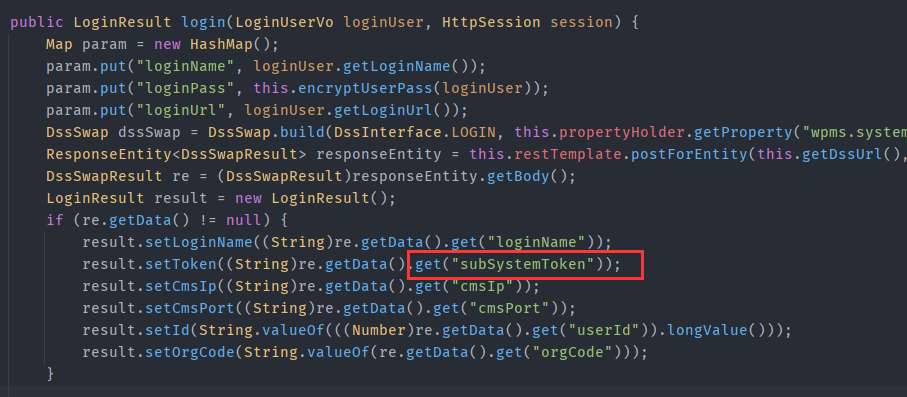 public LoginResult login(LoginUserVo loginUser, HttpSession session) {
Map param = new HashMap();
param.put("loginName", loginUser.getLoginName());
param.put("loginPass", this.encryptUserPass(loginUser));
param.put("loginUrl", loginUser.getLoginUrl());
DssSwap dssSwap = DssSwap.build(DssInterface.LOGIN, this.propertyHolder.getProperty("wpms.system
ResponseEntity<DssSwapResult> responseEntity = this.restTemplate.postForEntity(this.getDssUrl(),
DssSwapResult re = (DssSwapResult)responseEntity.getBody();
LoginResult result = new LoginResult();
if (re.getData() != null) {
result.setLoginName((String)re.getData().get("loginName"));
result.setToken((String)re.getData().get("subSystemToken"));
result.setCmsIp((String)re.getData().get("cmsIp"));
result.setCmsPort((String)re.getData().get("cmsPort"));
result.setId(String.valueOf(((Number)re.getData().get("userId")).longValue()));
result.setOrgCode(String.valueOf(re.getData().get("orgCode")));
}